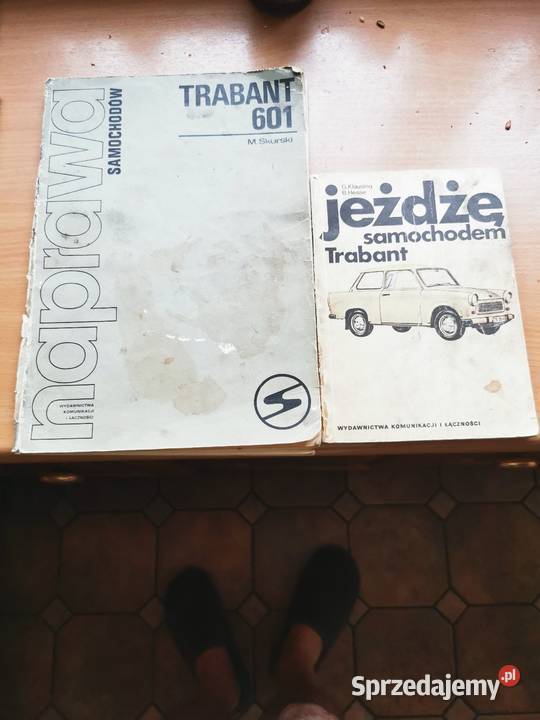 naprawa
SAMOCHODÓW
TRABANT
601
M. Skurski
WYDAWNICTWA
KOMUNIKACJI
I ŁĄCZNOŚCI
G. Klausing
B. Hesse
jeżdżę
samochodem
Trabant
WYDAWNICTWA KOMUNIKACJI I ŁĄCZNOŚCI
Sprzedajemy.pl